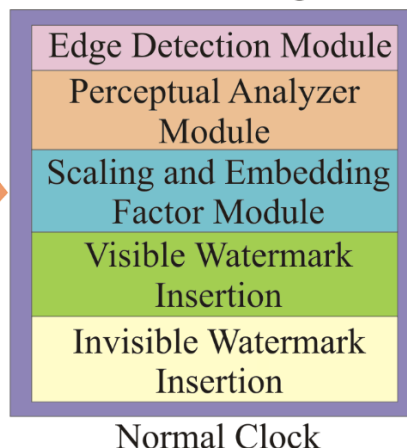 Edge Detection Module
Perceptual Analyzer
Module
Scaling and Embedding
Factor Module
Visible Watermark
Insertion
Invisible Watermark
Insertion
Normal Clock